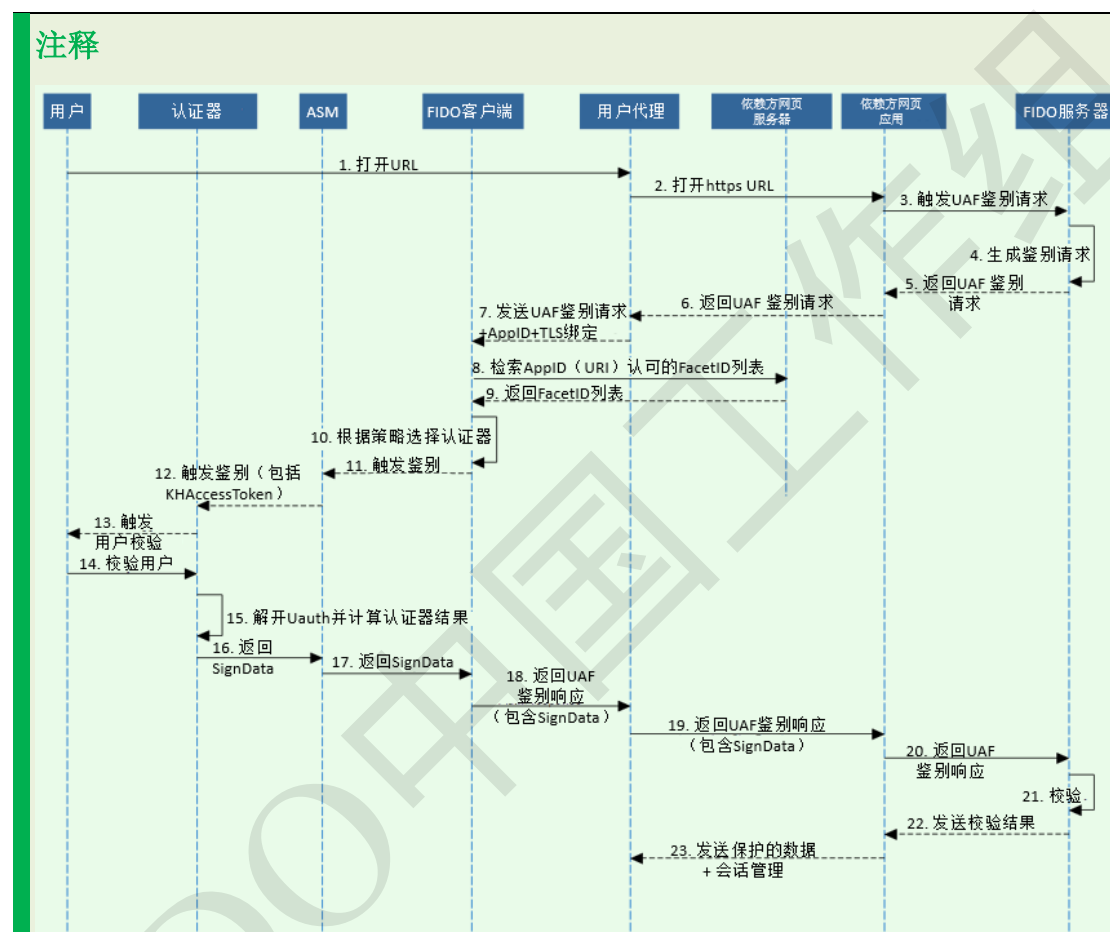 注释
用户
认证器
ASM
FIDO客户端
用户代理
依赖方网页
服务器
依赖方网页
应用
FIDO服务器
1. 打开URL
2. 打开https URL
3. 触发UAF鉴别请求
4. 生成鉴别请求
5. 返回UAF 鉴别
请求
6. 返回UAF 鉴别请求
7. 发送UAF鉴别请求
+AppID+TLS绑定
8. 检索AppID（URI）认可的FacetID列表
9. 返回FacetID列表
10. 根据策略选择认证器
11. 触发鉴别
12. 触发鉴别（包括
KHAccessToken）
13. 触发
用户校验
14. 校验用户
15. 解开Uauth并计算认证器结果
16. 返回
SignData
17. 返回SignData
18. 返回UAF
鉴别响应
（包含SignData）
19. 返回UAF鉴别响应
（包含SignData）
20. 返回UAF
鉴别响应
21. 校验
22. 发送校验结果
23. 发送保护的数据
+ 会话管理
DO中国工作组